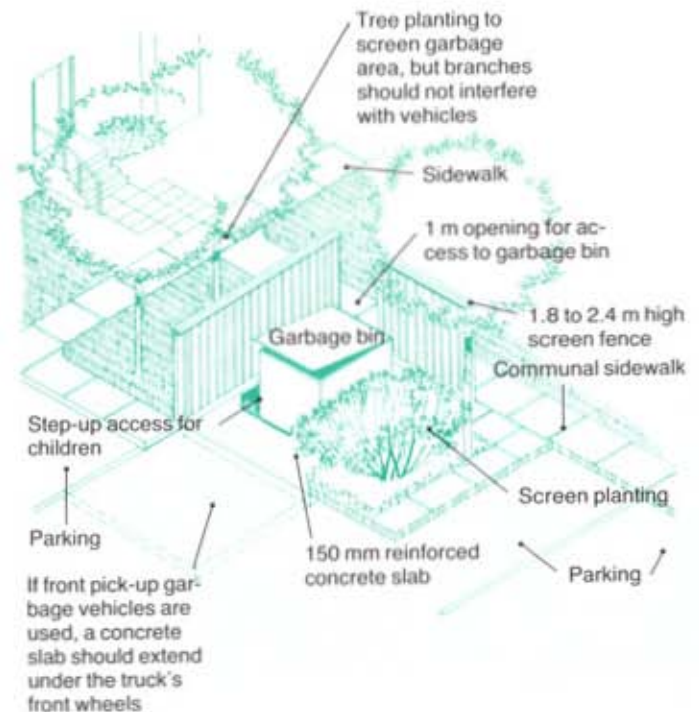 Tree planting to
screen garbage
area, but branches
should not interfere
with vehicles
Sidewalk
1 m opening for ac-
cess to garbage bin
1.8 to 2.4 m high
screen fence
Garbage bin
Communal sidewalk
Step-up access for
children
Screen planting
Parking
150 mm reinforced
concrete slab
Parking
If front pick-up gar-
bage vehicles are
used, a concrete
slab should extend
under the truck's
front wheels